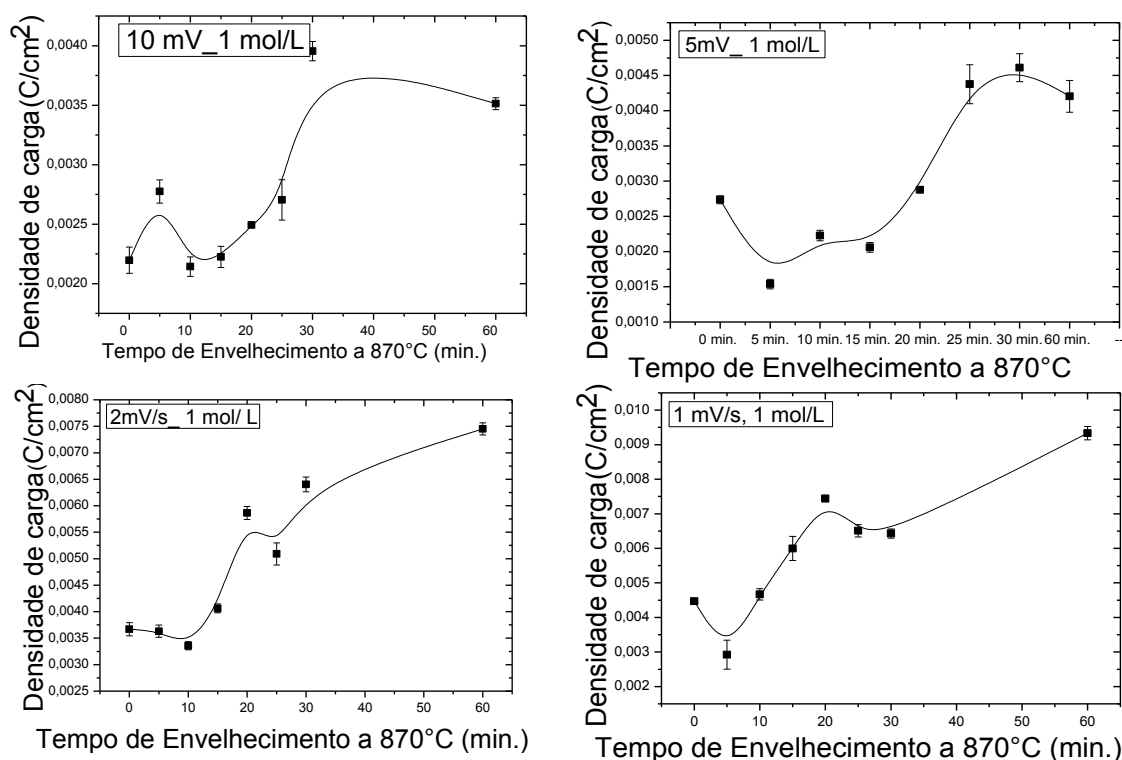 10 mV_1 mol/L
Densidade de carga(C/cm²)
0,0040
0,0035
0,0030
0,0025
0,0020
0 10 20 30 40 50 60
Tempo de Envelhecimento a 870°C (min.)
5mV_ 1 mol/L
Densidade de carga(C/cm²)
0,0050
0,0045
0,0040
0,0035
0,0030
0,0025
0,0020
0,0015
0,0010
0 min. 5 min. 10 min. 15 min. 20 min. 25 min. 30 min. 60 min. --
Tempo de Envelhecimento a 870°C
2mV/s_ 1 mol/ L
Densidade de carga(C/cm²)
0,0080
0,0075
0,0070
0,0065
0,0060
0,0055
0,0050
0,0045
0,0040
0,0035
0,0030
0,0025
0 10 20 30 40 50 60
Tempo de Envelhecimento a 870°C (min.)
1 mV/s, 1 mol/L
Densidade de carga(C/cm²)
0,010
0,009
0,008
0,007
0,006
0,005
0,004
0,003
0,002
0 10 20 30 40 50 60
Tempo de Envelhecimento a 870°C (min.)